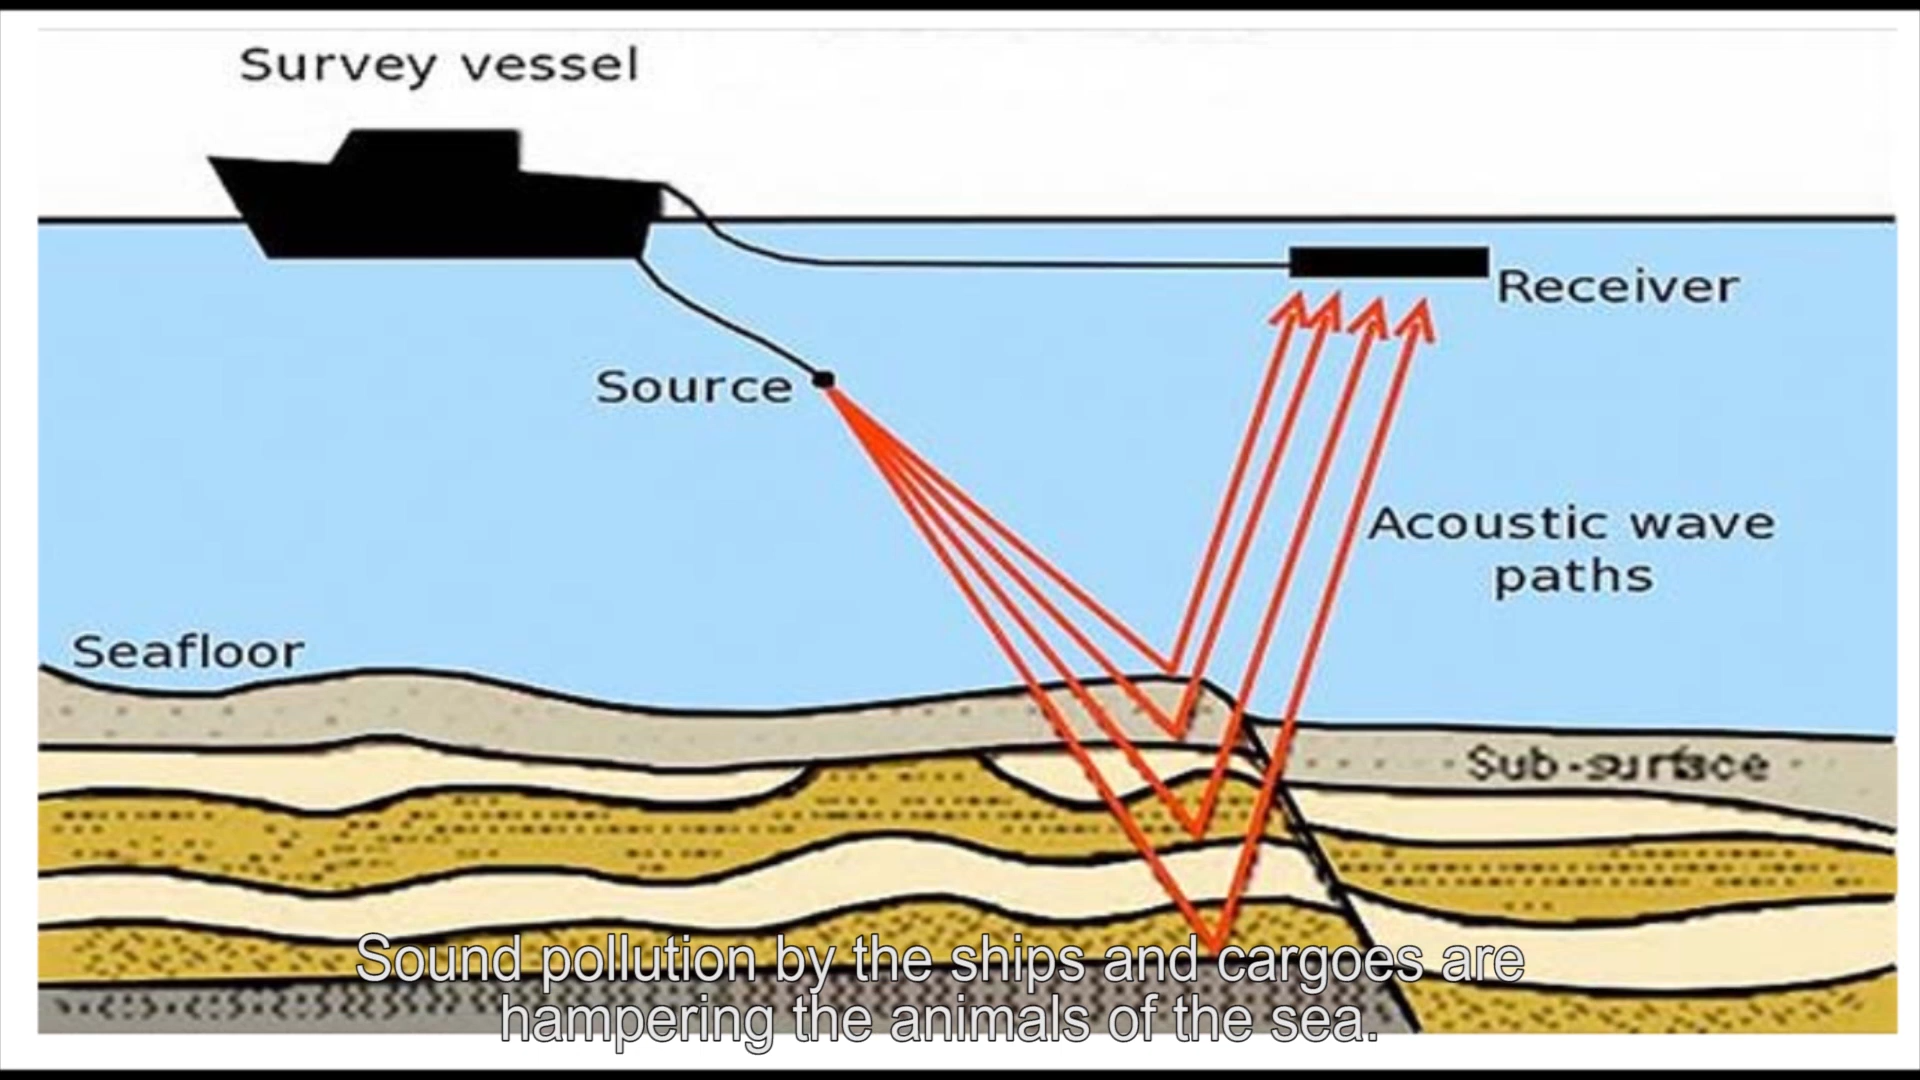 Survey vessel
Receiver
Source
Acoustic wave
paths
Seafloor
Sub-surface
Sound pollution by the ships and cargoes are
hampering the animals of the sea.